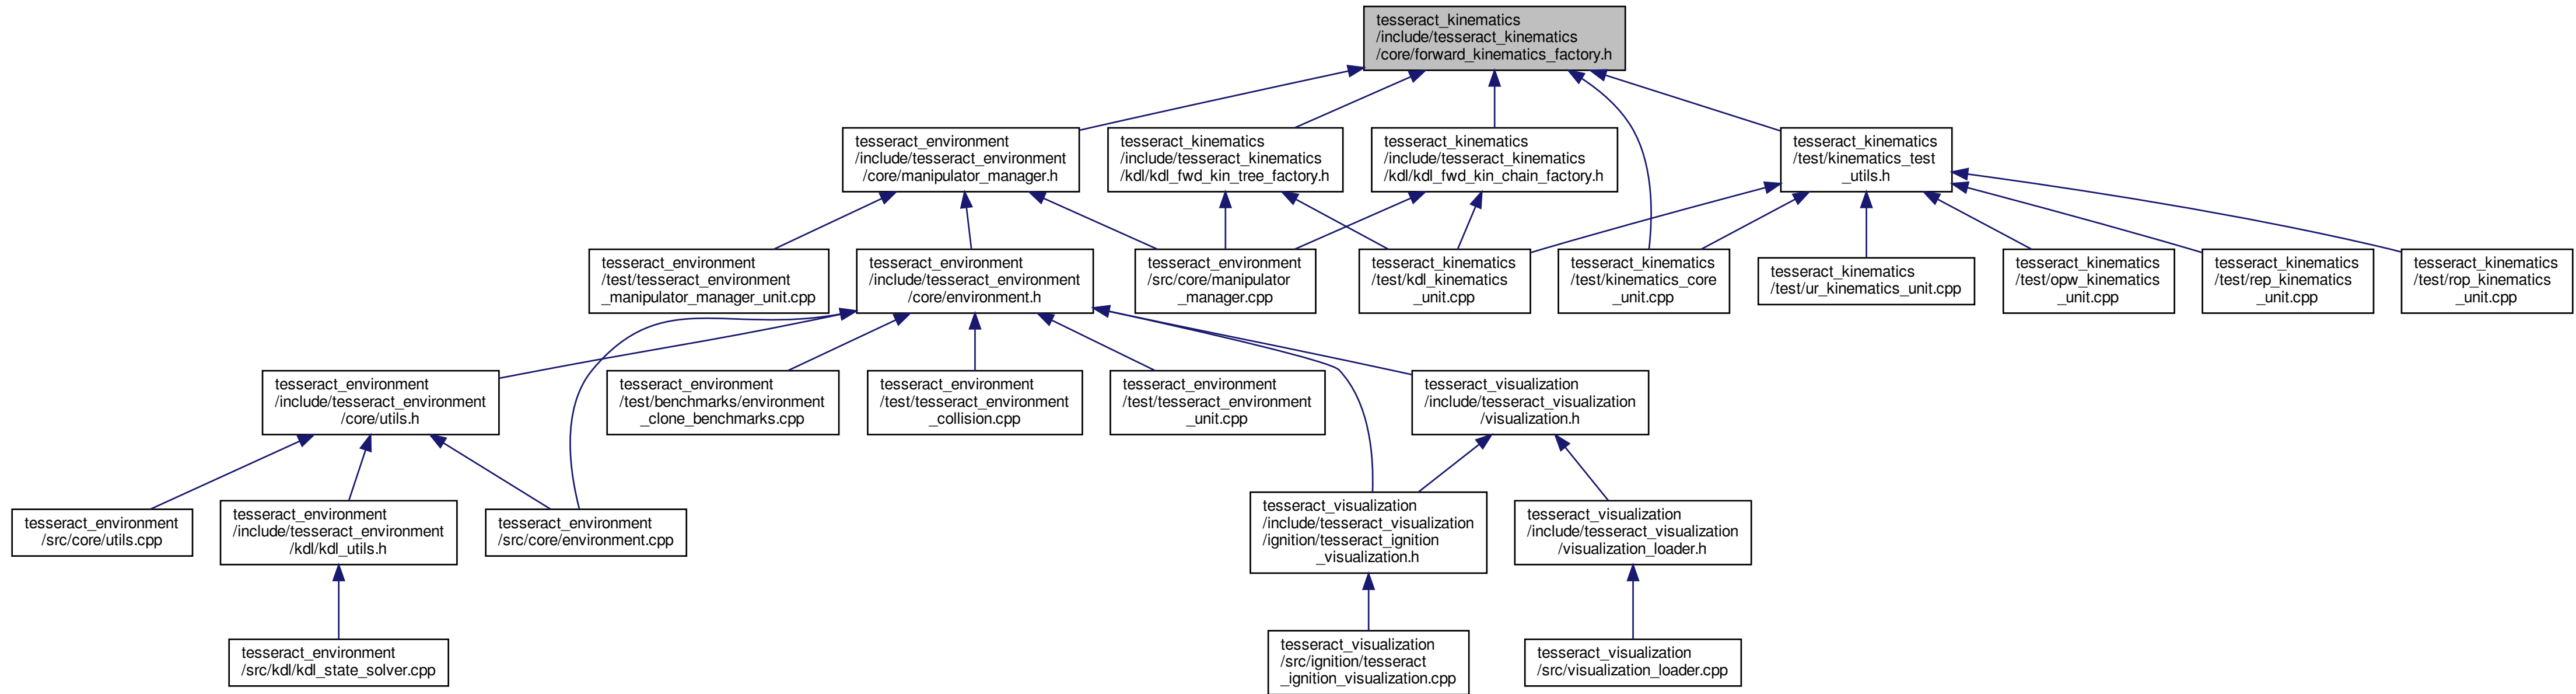 tesseract_kinematics
/include/tesseract_kinematics
/core/forward_kinematics_factory.h
tesseract_environment
/include/tesseract_environment
/core/manipulator_manager.h
tesseract_kinematics
/include/tesseract_kinematics
/kdl/kdl_fwd_kin_tree_factory.h
tesseract_kinematics
/include/tesseract_kinematics
/kdl/kdl_fwd_kin_chain_factory.h
tesseract_kinematics
/test/kinematics_test
_utils.h
tesseract_environment
/test/tesseract_environment
_manipulator_manager_unit.cpp
tesseract_environment
/include/tesseract_environment
/core/environment.h
tesseract_environment
/src/core/manipulator
_manager.cpp
tesseract_kinematics
/test/kdl_kinematics
_unit.cpp
tesseract_kinematics
/test/kinematics_core
_unit.cpp
tesseract_kinematics
/test/ur_kinematics_unit.cpp
tesseract_kinematics
/test/opw_kinematics
_unit.cpp
tesseract_kinematics
/test/rep_kinematics
_unit.cpp
tesseract_kinematics
/test/rop_kinematics
_unit.cpp
tesseract_environment
/include/tesseract_environment
/core/utils.h
tesseract_environment
/test/benchmarks/environment
_clone_benchmarks.cpp
tesseract_environment
/test/tesseract_environment
_collision.cpp
tesseract_environment
/test/tesseract_environment
_unit.cpp
tesseract_visualization
/include/tesseract_visualization
/visualization.h
tesseract_environment
/src/core/utils.cpp
tesseract_environment
/include/tesseract_environment
/kdl/kdl_utils.h
tesseract_environment
/src/core/environment.cpp
tesseract_visualization
/include/tesseract_visualization
/ignition/tesseract_ignition
_visualization.h
tesseract_visualization
/include/tesseract_visualization
/visualization_loader.h
tesseract_environment
/src/kdl/kdl_state_solver.cpp
tesseract_visualization
/src/ignition/tesseract
_ignition_visualization.cpp
tesseract_visualization
/src/visualization_loader.cpp